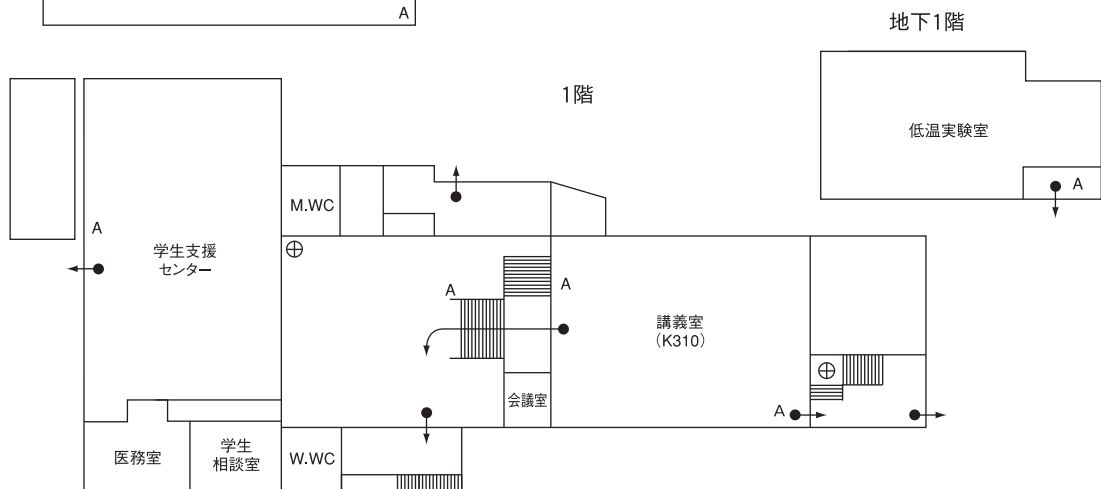 A
地下1階
1階
低温実験室
A
M.WC
A
学生支援
センター
A
A
講義室
(K310)
会議室
A
医務室
学生
相談室
W.WC